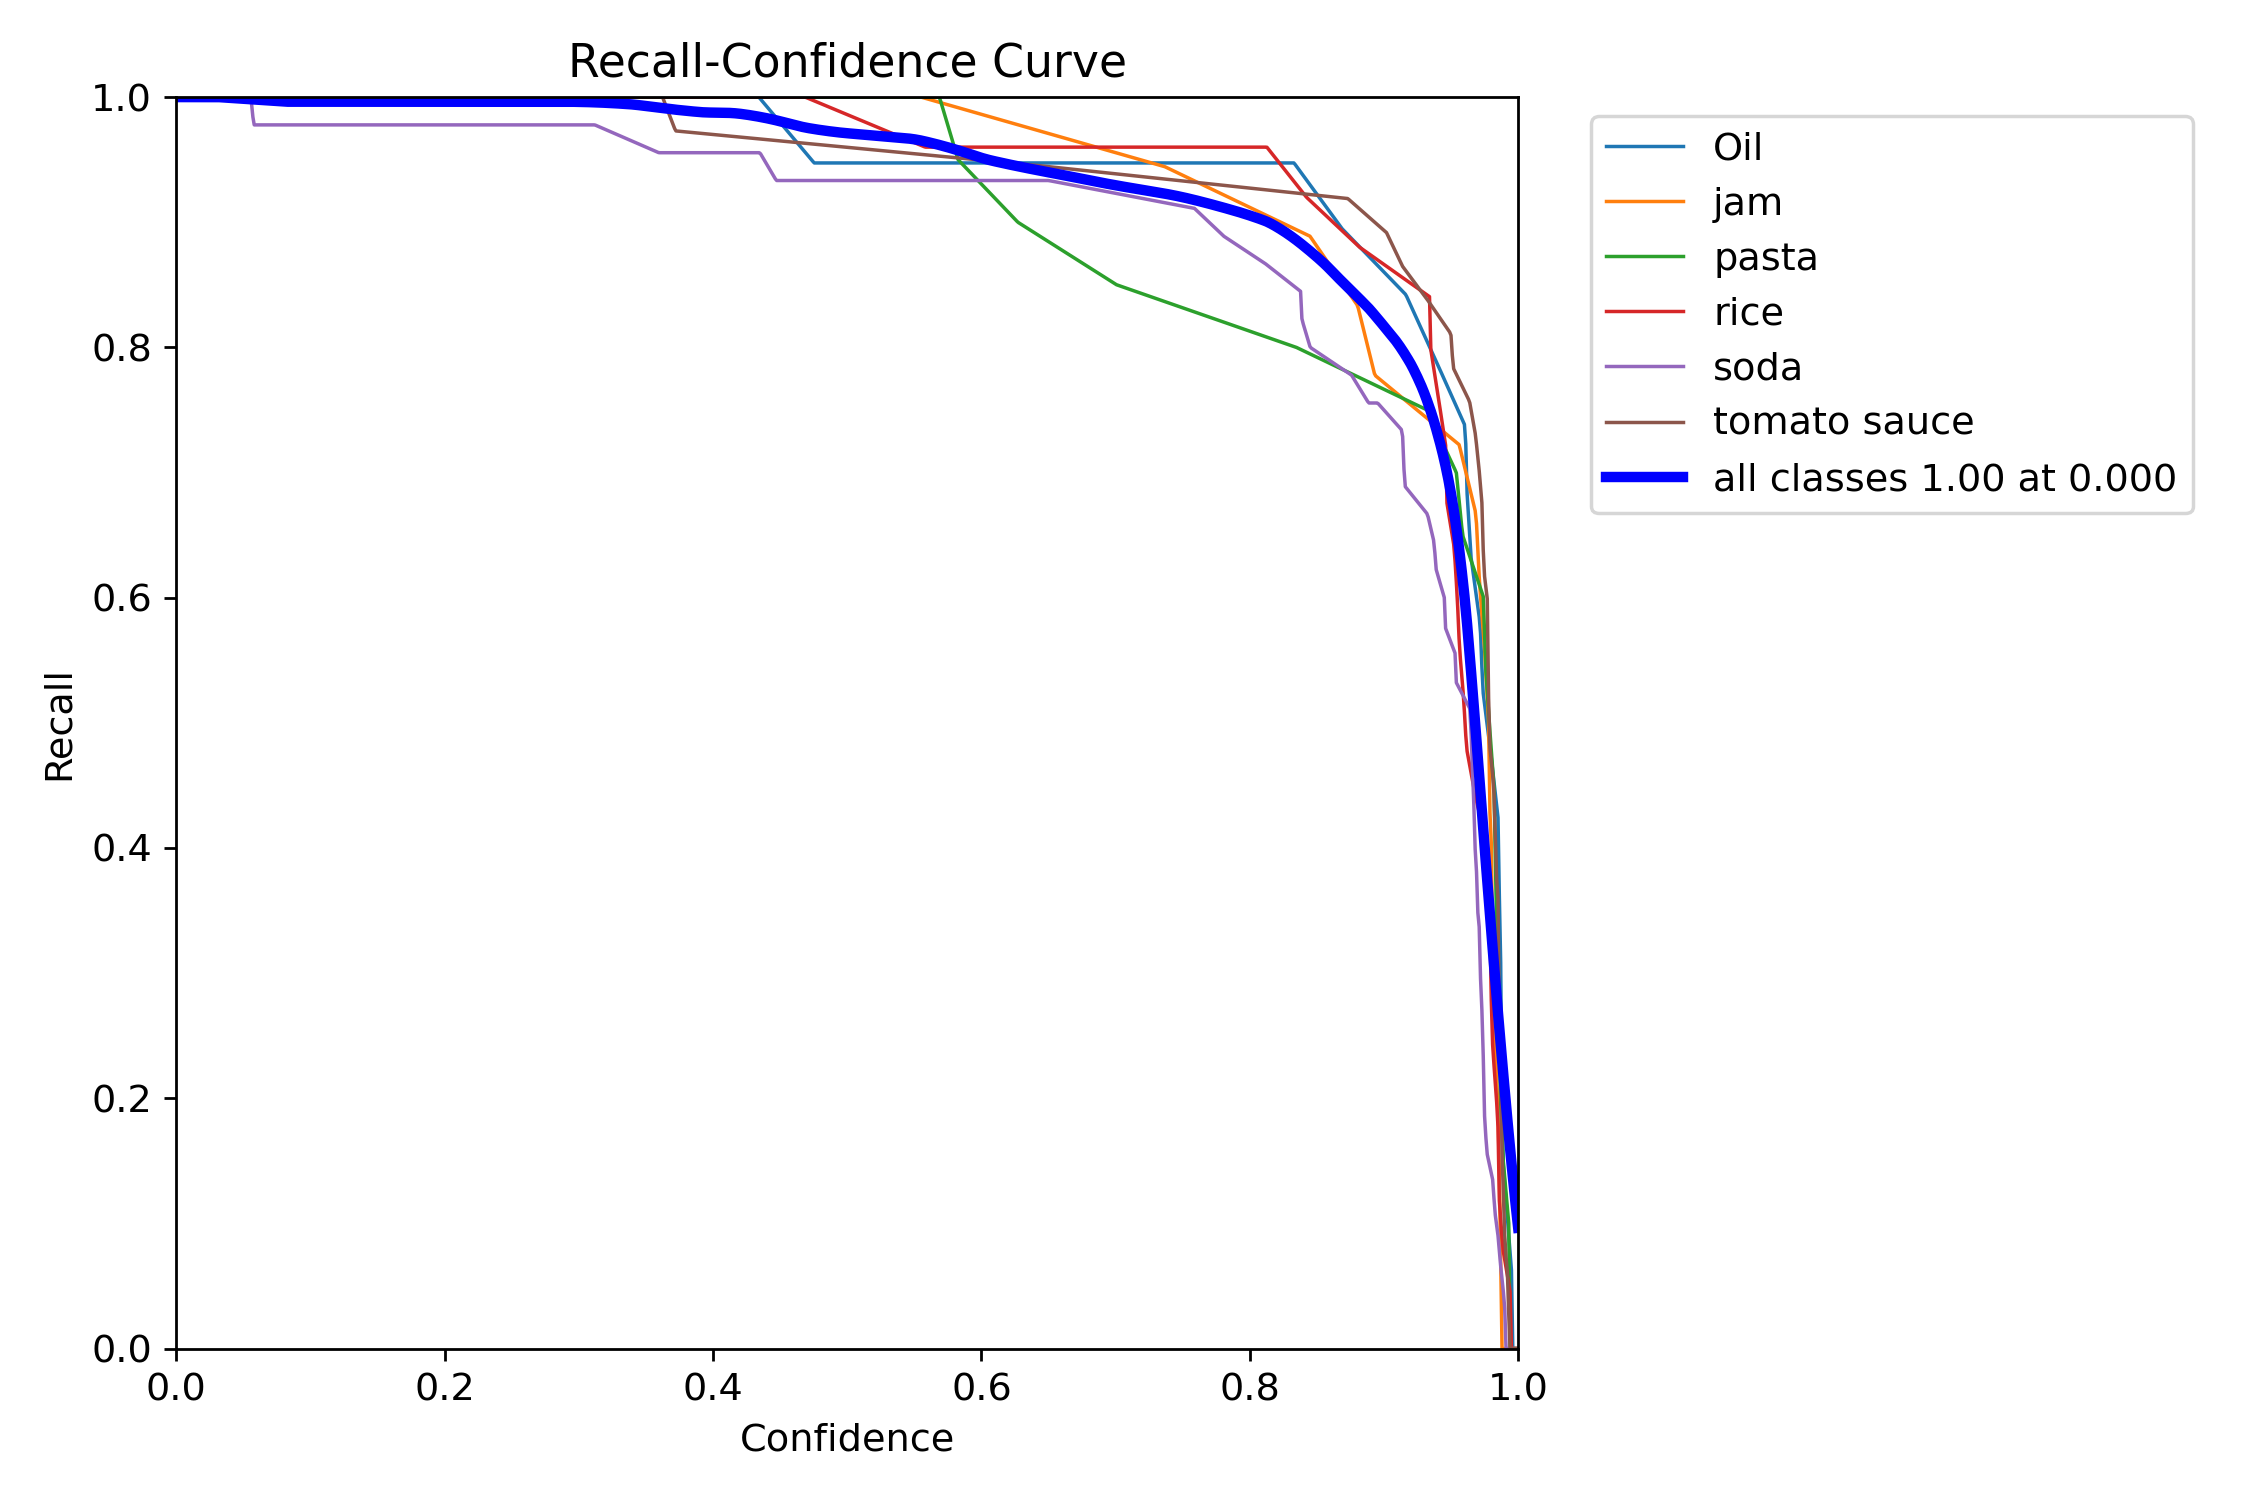 Recall-Confidence Curve
1.0
0.8
0.6
0.4
0.2
0.0
Recall
0.0 0.2 0.4 0.6 0.8 1.0
Confidence
Oil
jam
pasta
rice
soda
tomato sauce
all classes 1.00 at 0.000